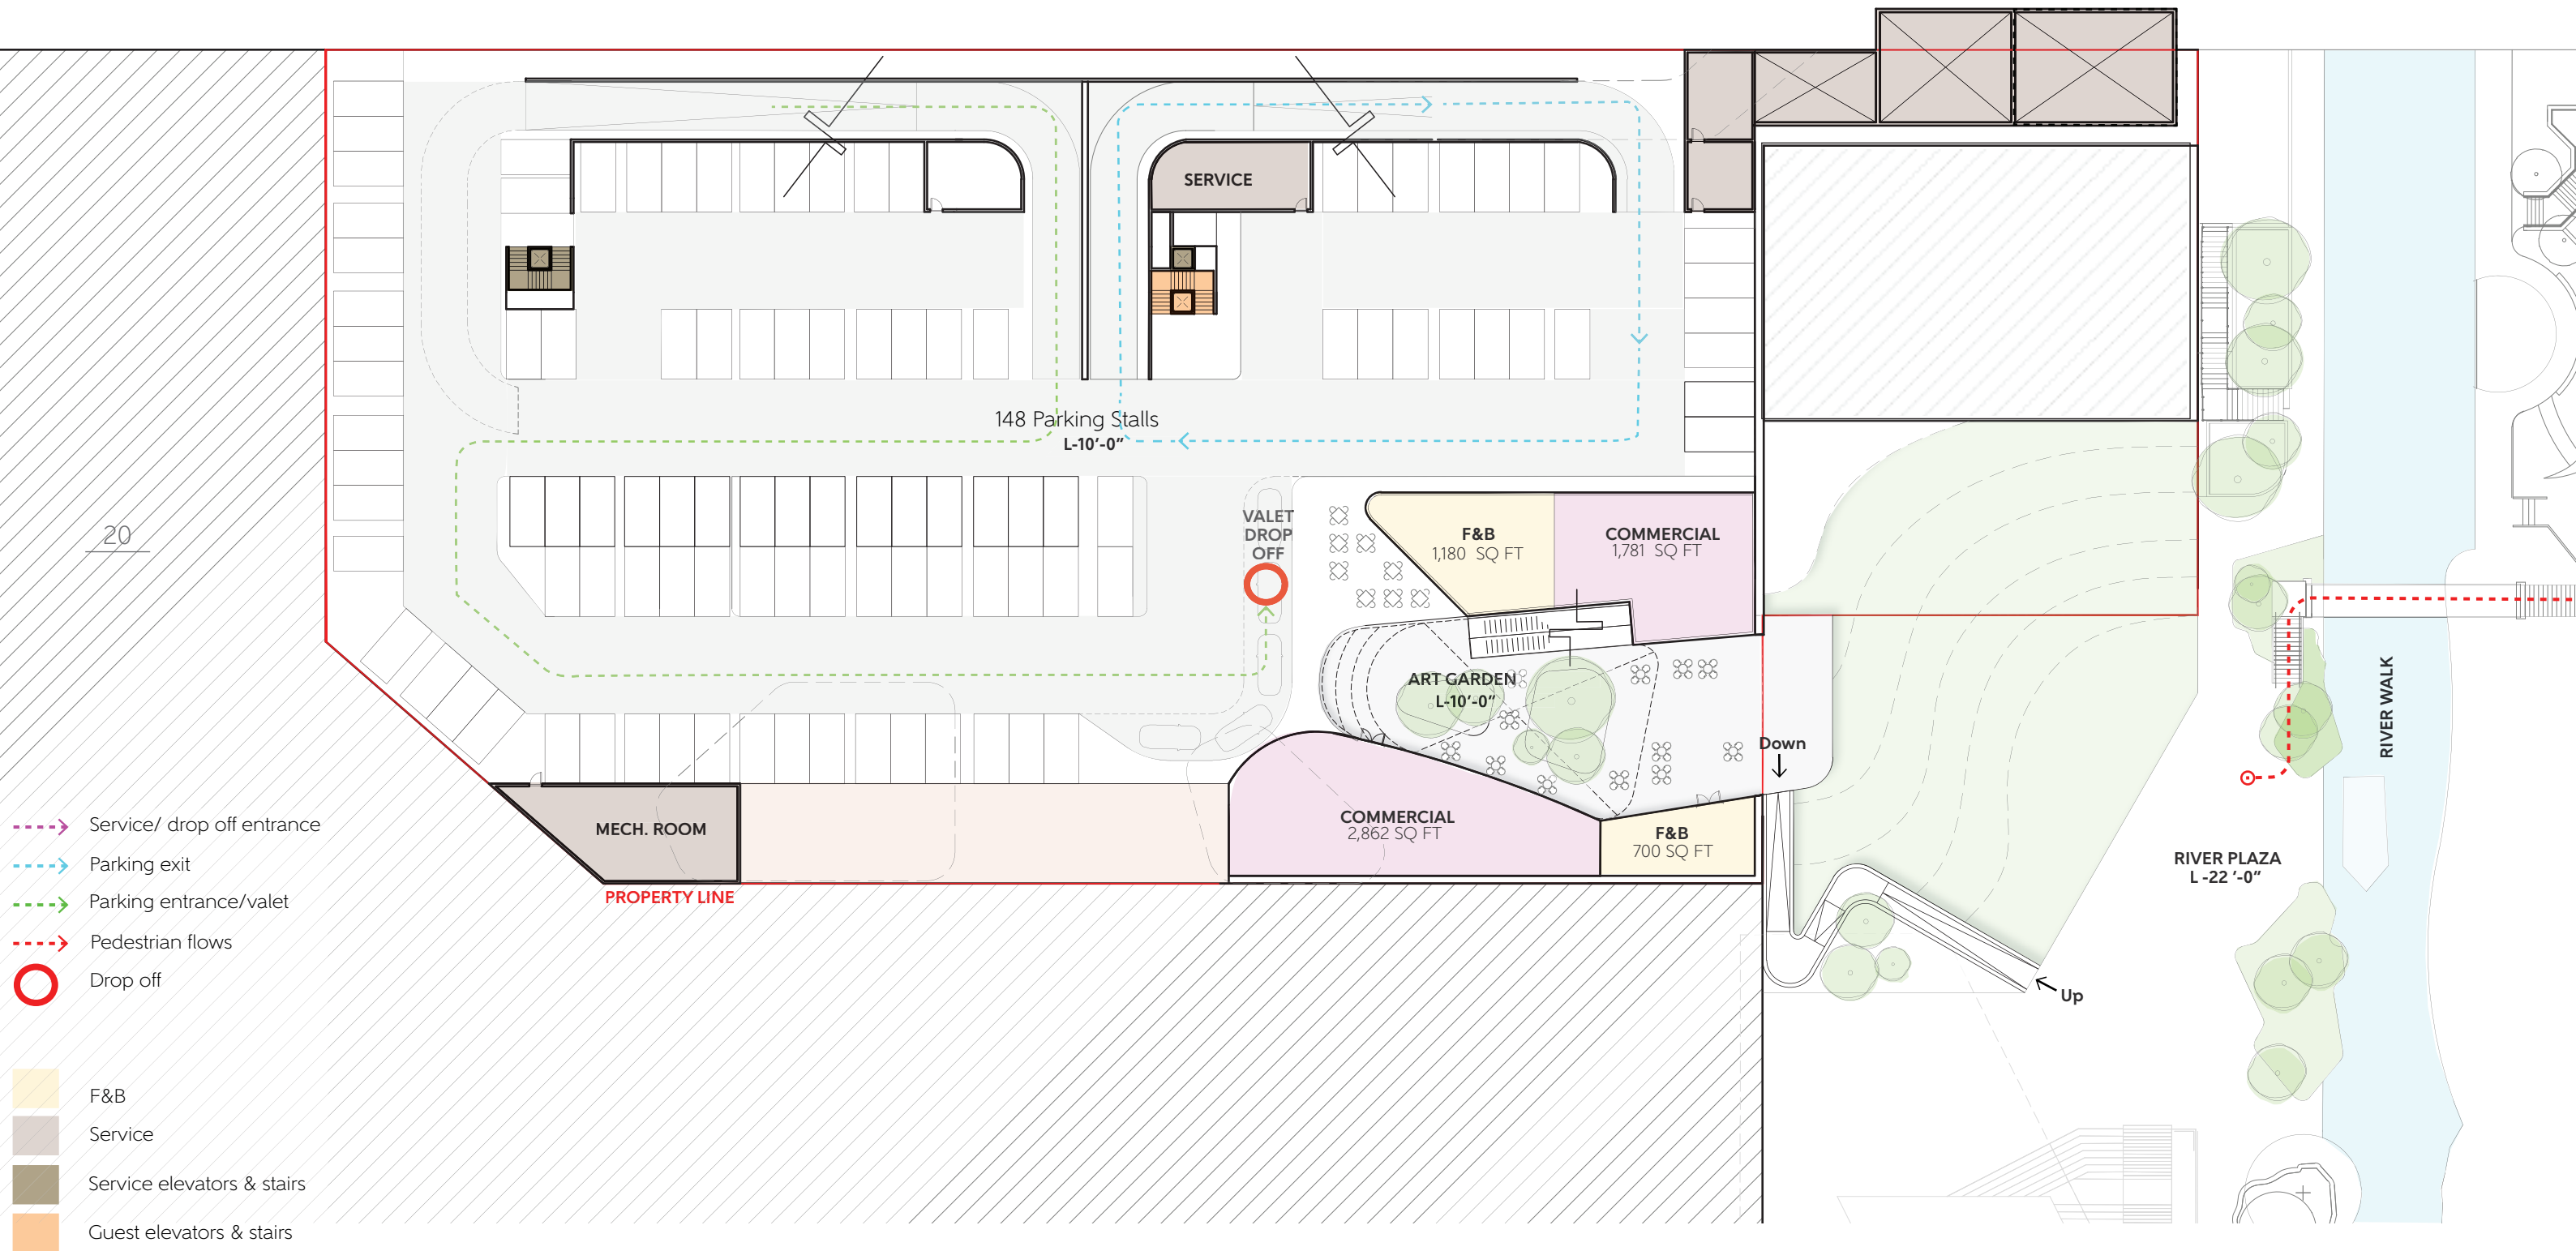 SERVICE
148 Parking Stalls
L-10'-0"
VALET
DROP
OFF
F&B
1,180 SQ FT
COMMERCIAL
1,781 SQ FT
20
ART GARDEN
L-10'-0"
Down
RIVER WALK
MECH. ROOM
COMMERCIAL
2,862 SQ FT
F&B
700 SQ FT
RIVER PLAZA
L -22 '-0"
PROPERTY LINE
Up
Service/ drop off entrance
Parking exit
Parking entrance/valet
Pedestrian flows
Drop off
F&B
Service
Service elevators & stairs
Guest elevators & stairs